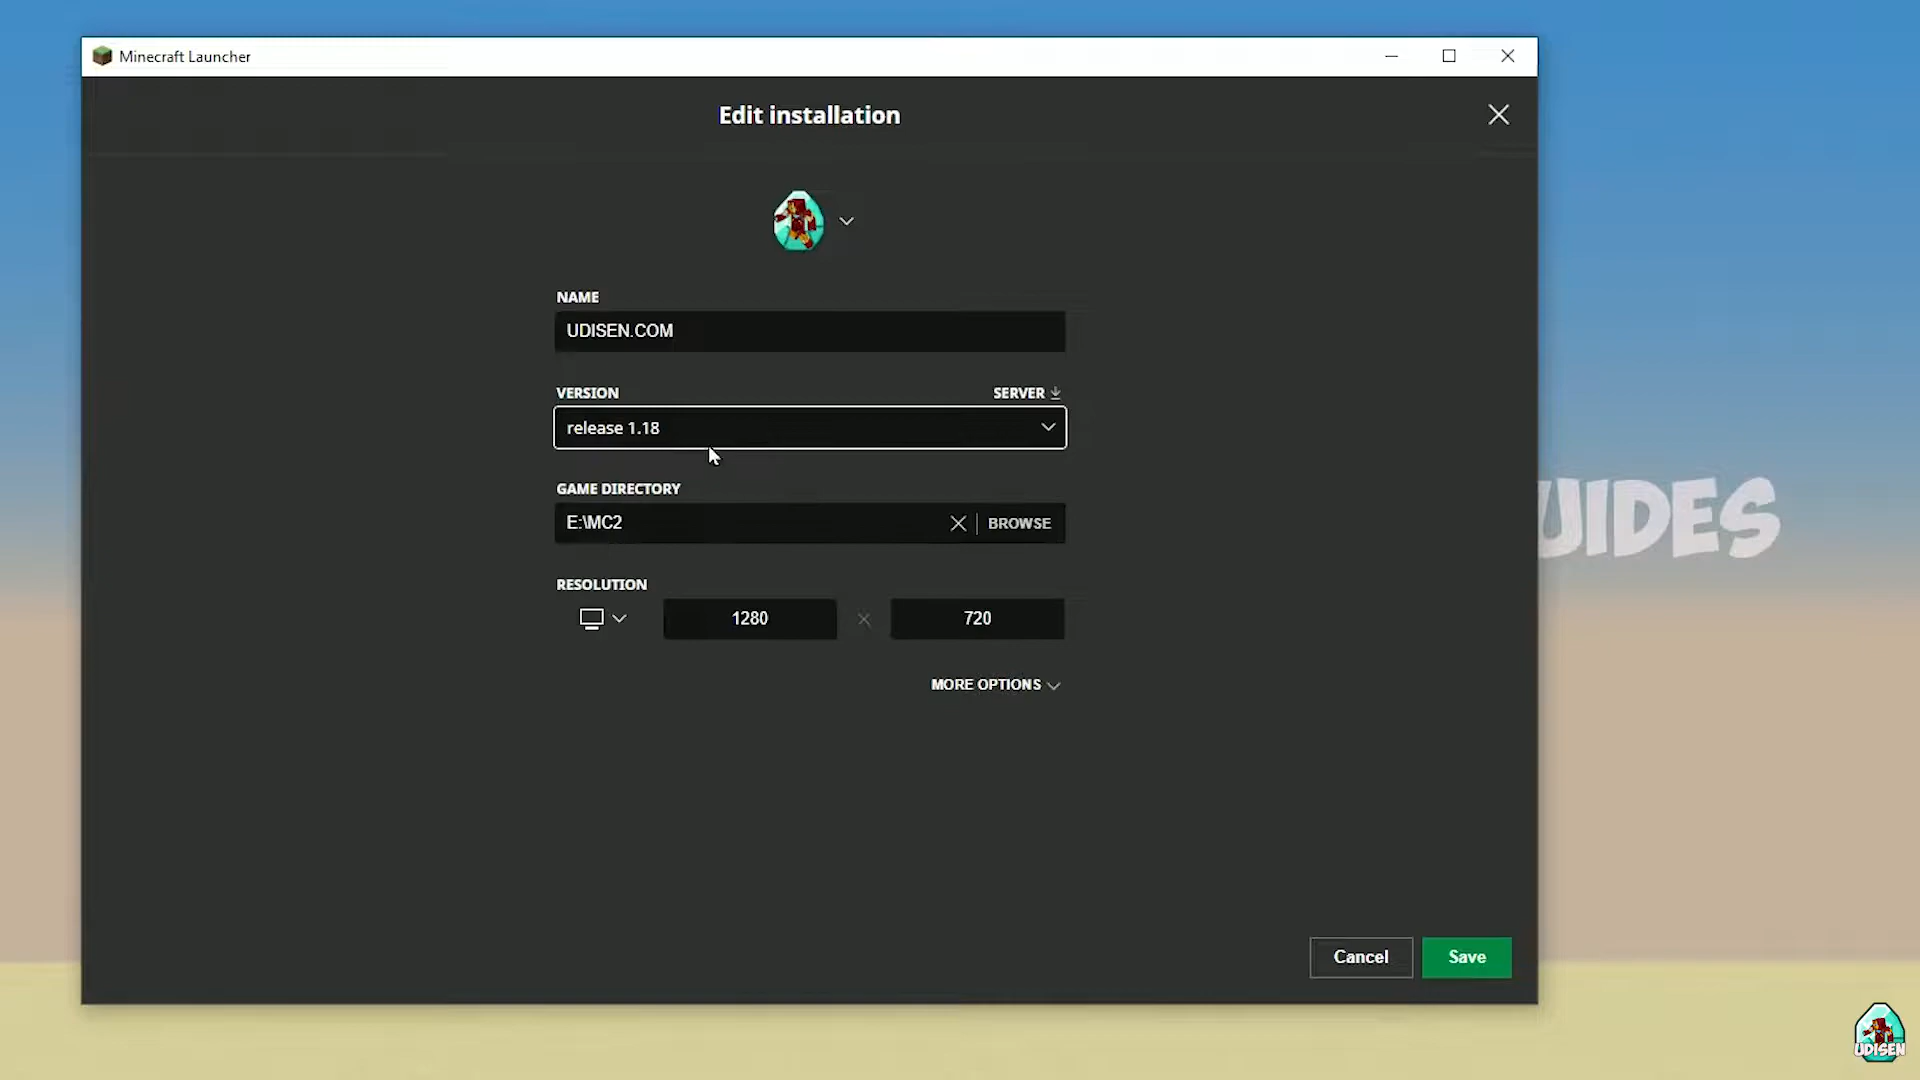 Minecraft Launcher
Edit installation
NAME
UDISEN.COM
VERSION
SERVER
release 1.18
GAME DIRECTORY
E:\MC2
BROWSE
RESOLUTION
1280
720
MORE OPTIONS
UIDES
Cancel
Save
UDISEN